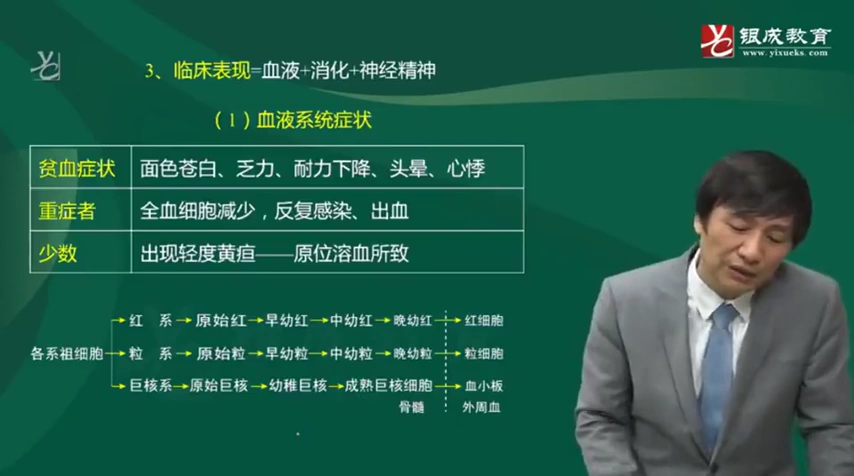 银成教育
www.yixueks.com
3、临床表现=血液+消化+神经精神
（1）血液系统症状
贫血症状 面色苍白、乏力、耐力下降、头晕、心悸
重症者 全血细胞减少，反复感染、出血
少数 出现轻度黄疸——原位溶血所致
各系祖细胞
红 系 原始红 早幼红 中幼红 晚幼红 红细胞
粒 系 原始粒 早幼粒 中幼粒 晚幼粒 粒细胞
巨核系 原始巨核 幼稚巨核 成熟巨核细胞 血小板
骨髓 外周血